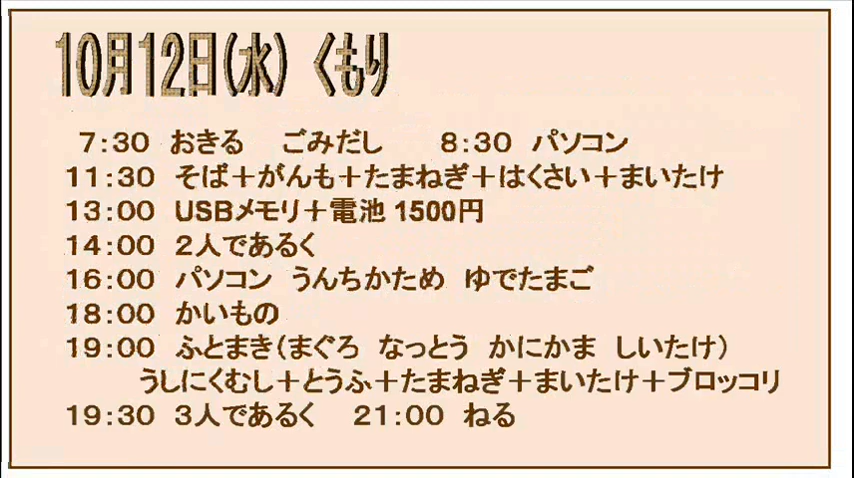 10月12日(水) くもり
7:30 おきる ごみだし 8:30 パソコン
11:30 そば+がんも+たまねぎ+はくさい+まいたけ
13:00 USBメモリ+電池 1500円
14:00 2人であるく
16:00 パソコン うんちかため ゆでたまご
18:00 かいもの
19:00 ふとまき(まぐろ なっとう かにかま しいたけ)
うしにくむし+とうふ+たまねぎ+まいたけ+ブロッコリ
19:30 3人であるく 21:00 ねる